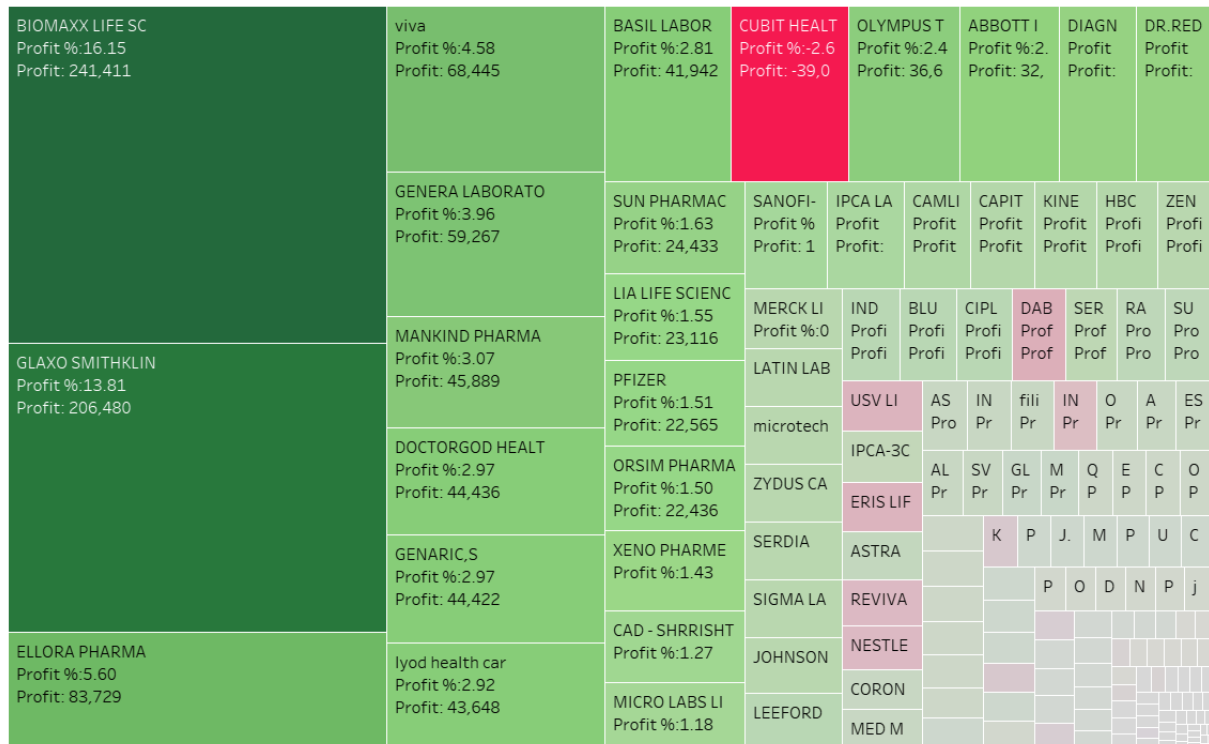 BIOMAXX LIFE SC
Profit %:16.15
Profit: 241,411
GLAXO SMITHKLIN
Profit %:13.81
Profit: 206,480
ELLORA PHARMA
Profit %:5.60
Profit: 83,729
viva
Profit %:4.58
Profit: 68,445
GENERA LABORATO
Profit %:3.96
Profit: 59,267
MANKIND PHARMA
Profit %:3.07
Profit: 45,889
DOCTORGOD HEALT
Profit %:2.97
Profit: 44,436
GENARIC,S
Profit %:2.97
Profit: 44,422
lyod health car
Profit %:2.92
Profit: 43,648
BASIL LABOR
Profit %:2.81
Profit: 41,942
CUBIT HEALT
Profit %:-2.6
Profit: -39,0
OLYMPUS T
Profit %:2.4
Profit: 36,6
ABBOTT I
Profit %:2.
Profit: 32,
DIAGN
Profit
Profit:
DR.RED
Profit
Profit:
SUN PHARMAC
Profit %:1.63
Profit: 24,433
LIA LIFE SCIENC
Profit %:1.55
Profit: 23,116
PFIZER
Profit %:1.51
Profit: 22,565
ORSIM PHARMA
Profit %:1.50
Profit: 22,436
XENO PHARME
Profit %:1.43
CAD - SHRRISHT
Profit %:1.27
MICRO LABS LI
Profit %:1.18
SANOFI-
Profit %
Profit: 1
IPCA LA
Profit
Profit:
CAMLI
Profit
Profit
CAPIT
Profit
Profit
KINE
Profit
Profit
HBC
Profi
Profi
ZEN
Profi
Profi
MERCK LI
Profit %:0
LATIN LAB
microtech
ZYDUS CA
SERDIA
SIGMA LA
JOHNSON
LEEFORD
IND
Profi
Profi
BLU
Profi
Profi
CIPL
Profi
Profi
DAB
Prof
Prof
SER
Prof
Prof
RA
Pro
Pro
SU
Pro
Pro
USV LI
IPCA-3C
ERIS LIF
ASTRA
REVIVA
NESTLE
CORON
MED M
AS
Pro
IN
Pr
fili
Pr
IN
Pr
O
Pr
A
Pr
ES
Pr
AL
Pr
SV
Pr
GL
Pr
M
Pr
Q
P
E
P
C
P
O
P
K
P
J.
M
P
U
C
P
O
D
N
P
j